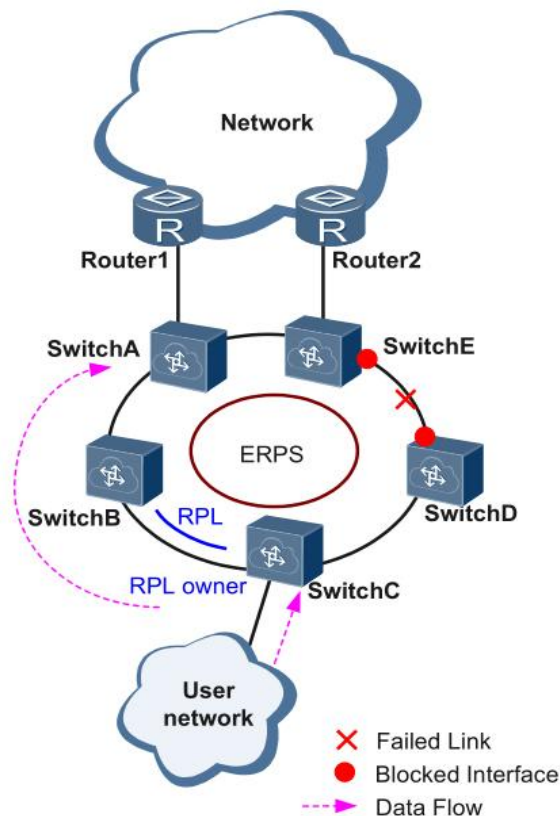 Network
R
R
Router1
Router2
SwitchA
SwitchE
ERPS
SwitchB
RPL
SwitchD
RPL owner
SwitchC
User
network
Failed Link
Blocked Interface
Data Flow